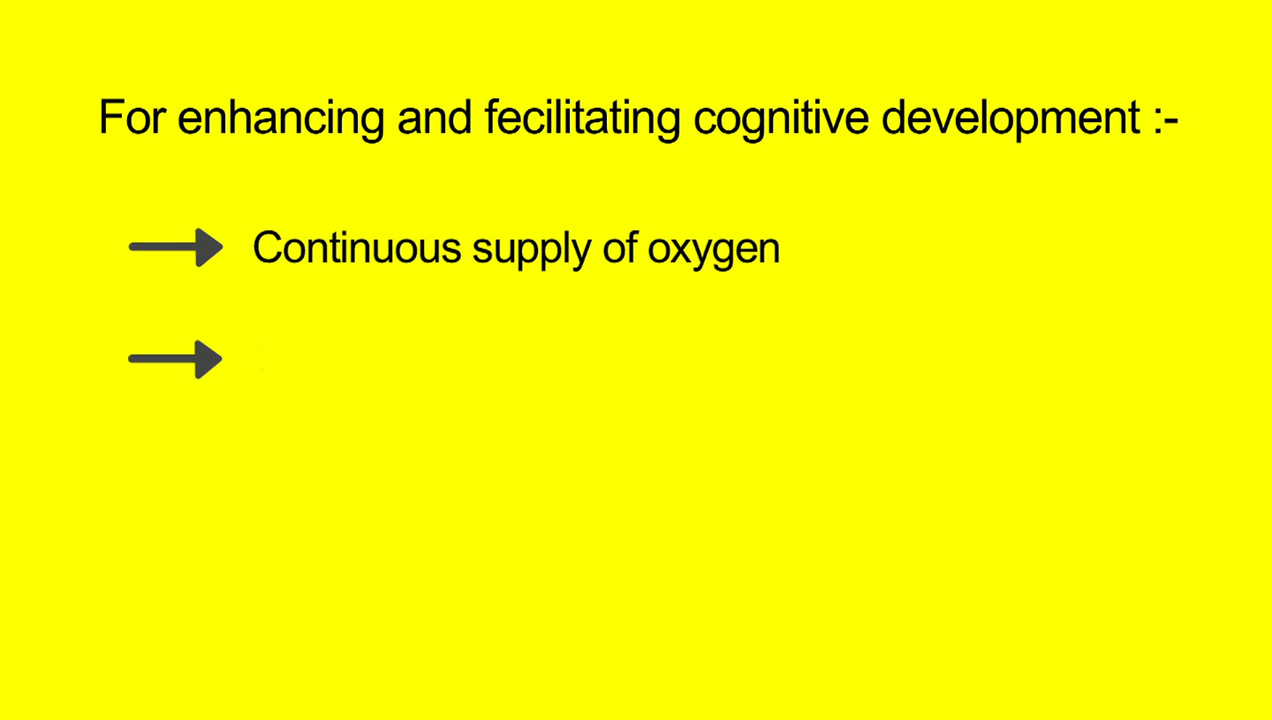 For enhancing and fecilitating cognitive development :-
Continuous supply of oxygen